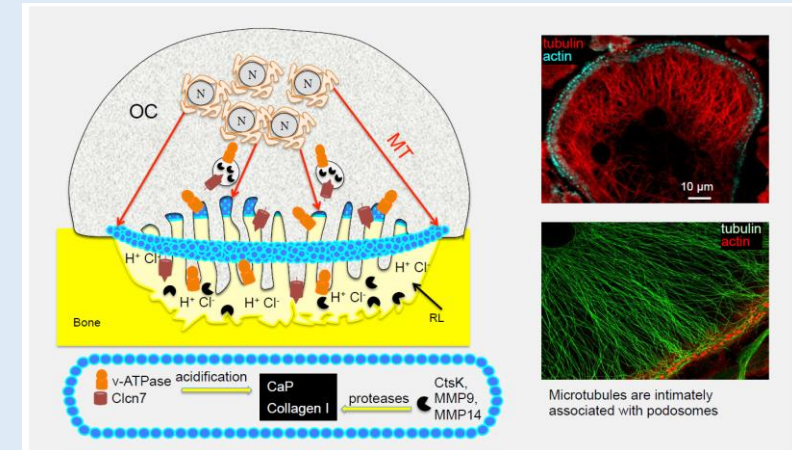 N
N
N
N
N
OC
MT
H⁺ Cl⁻
H⁺ Cl⁻
H⁺ Cl⁻
H⁺ Cl⁻
H⁺ Cl⁻
Bone
RL
v-ATPase
Clcn7
acidification
CaP
Collagen I
proteases
CtsK,
MMP9,
MMP14
tubulin
actin
10 µm
tubulin
actin
Microtubules are intimately
associated with podosomes